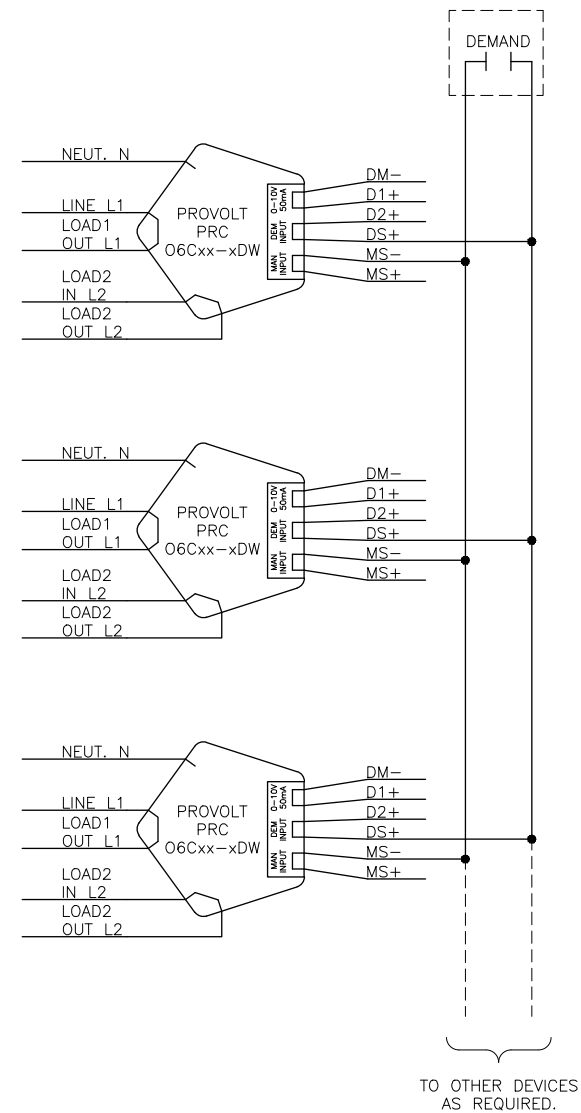 DEMAND
NEUT. N
LINE L1
LOAD1
OUT L1
LOAD2
IN L2
LOAD2
OUT L2
PROVOLT
PRC
06Cxx-xDW
0-10V
50mA
DEM
INPUT
MAN
INPUT
DM-
D1+
D2+
DS+
MS-
MS+
NEUT. N
LINE L1
LOAD1
OUT L1
LOAD2
IN L2
LOAD2
OUT L2
PROVOLT
PRC
06Cxx-xDW
0-10V
50mA
DEM
INPUT
MAN
INPUT
DM-
D1+
D2+
DS+
MS-
MS+
NEUT. N
LINE L1
LOAD1
OUT L1
LOAD2
IN L2
LOAD2
OUT L2
PROVOLT
PRC
06Cxx-xDW
0-10V
50mA
DEM
INPUT
MAN
INPUT
DM-
D1+
D2+
DS+
MS-
MS+
TO OTHER DEVICES
AS REQUIRED.